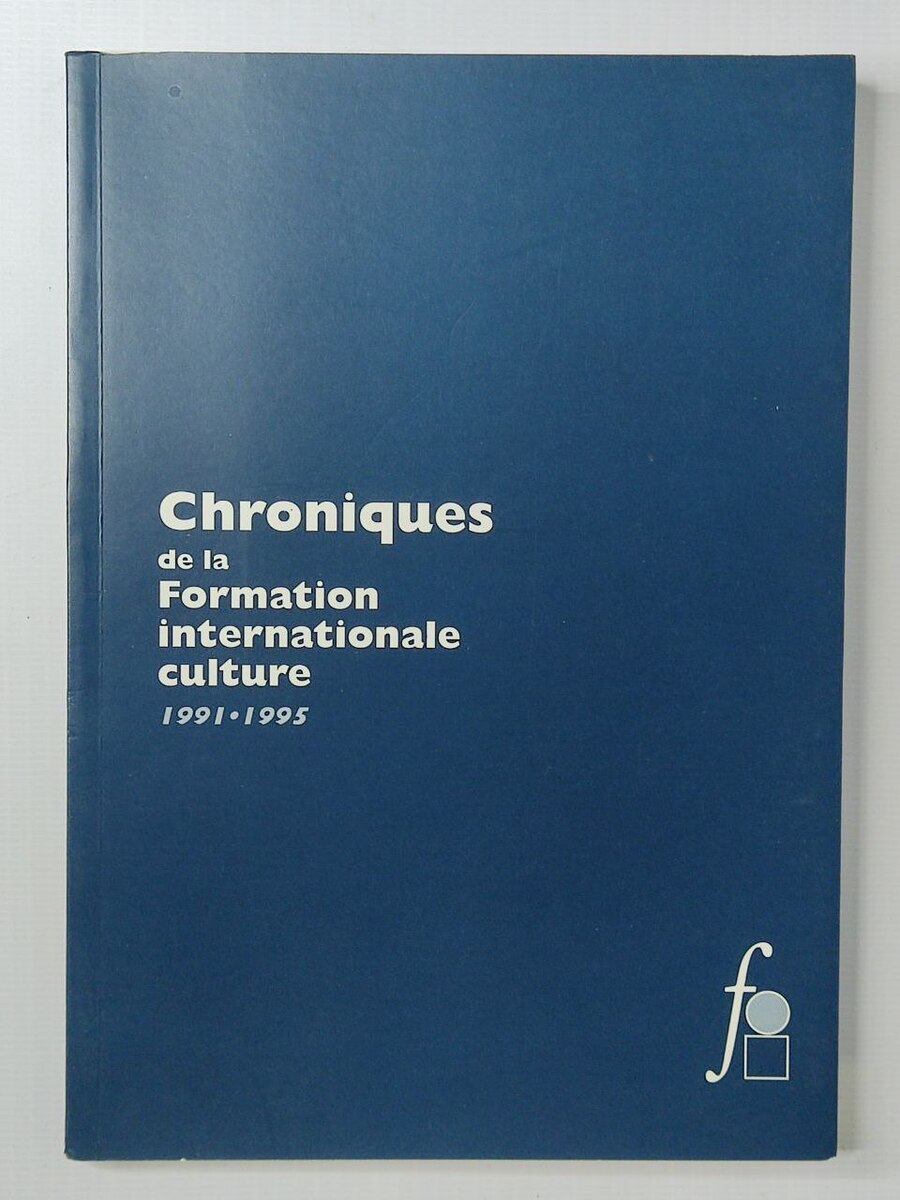 Chroniques
de la
Formation
internationale
culture
1991•1995
f